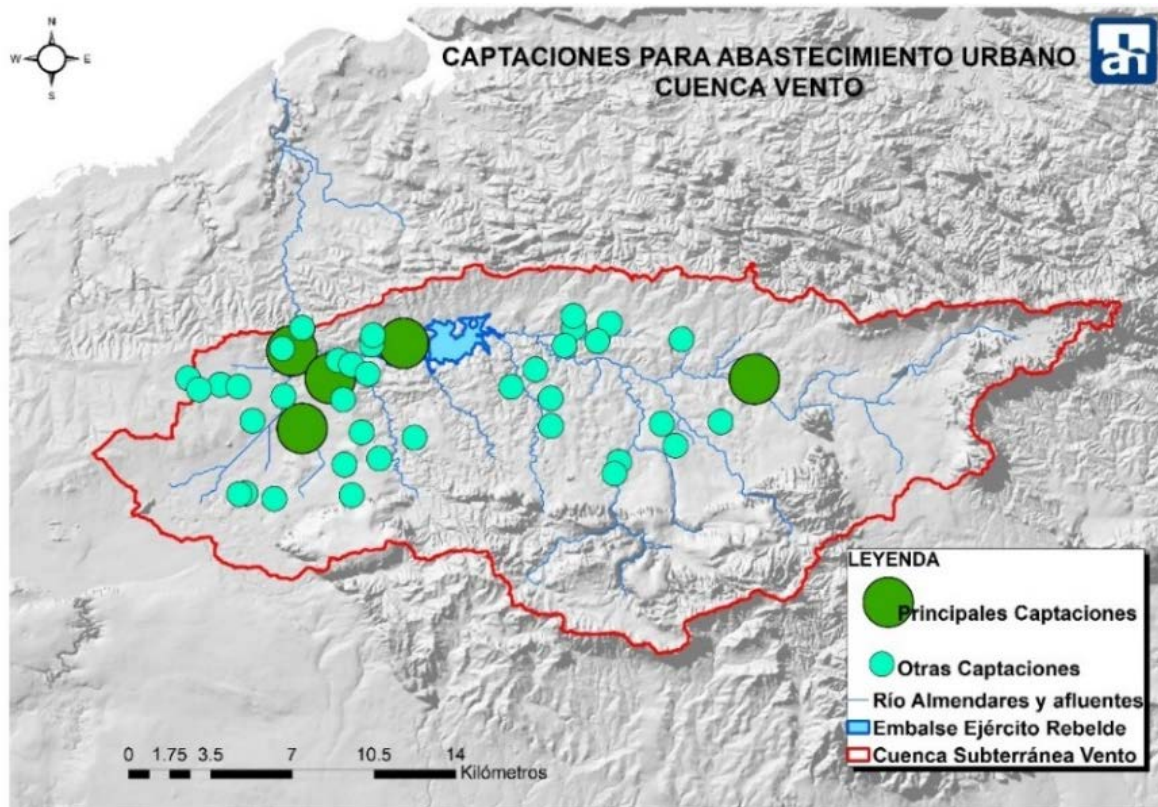 N
W E
S
CAPTACIONES PARA ABASTECIMIENTO URBANO
CUENCA VENTO
LEYENDA
Principales Captaciones
Otras Captaciones
Río Almendares y afluentes
Embalse Ejército Rebelde
Cuenca Subterránea Vento
0 1.75 3.5 7 10.5 14
Kilómetros